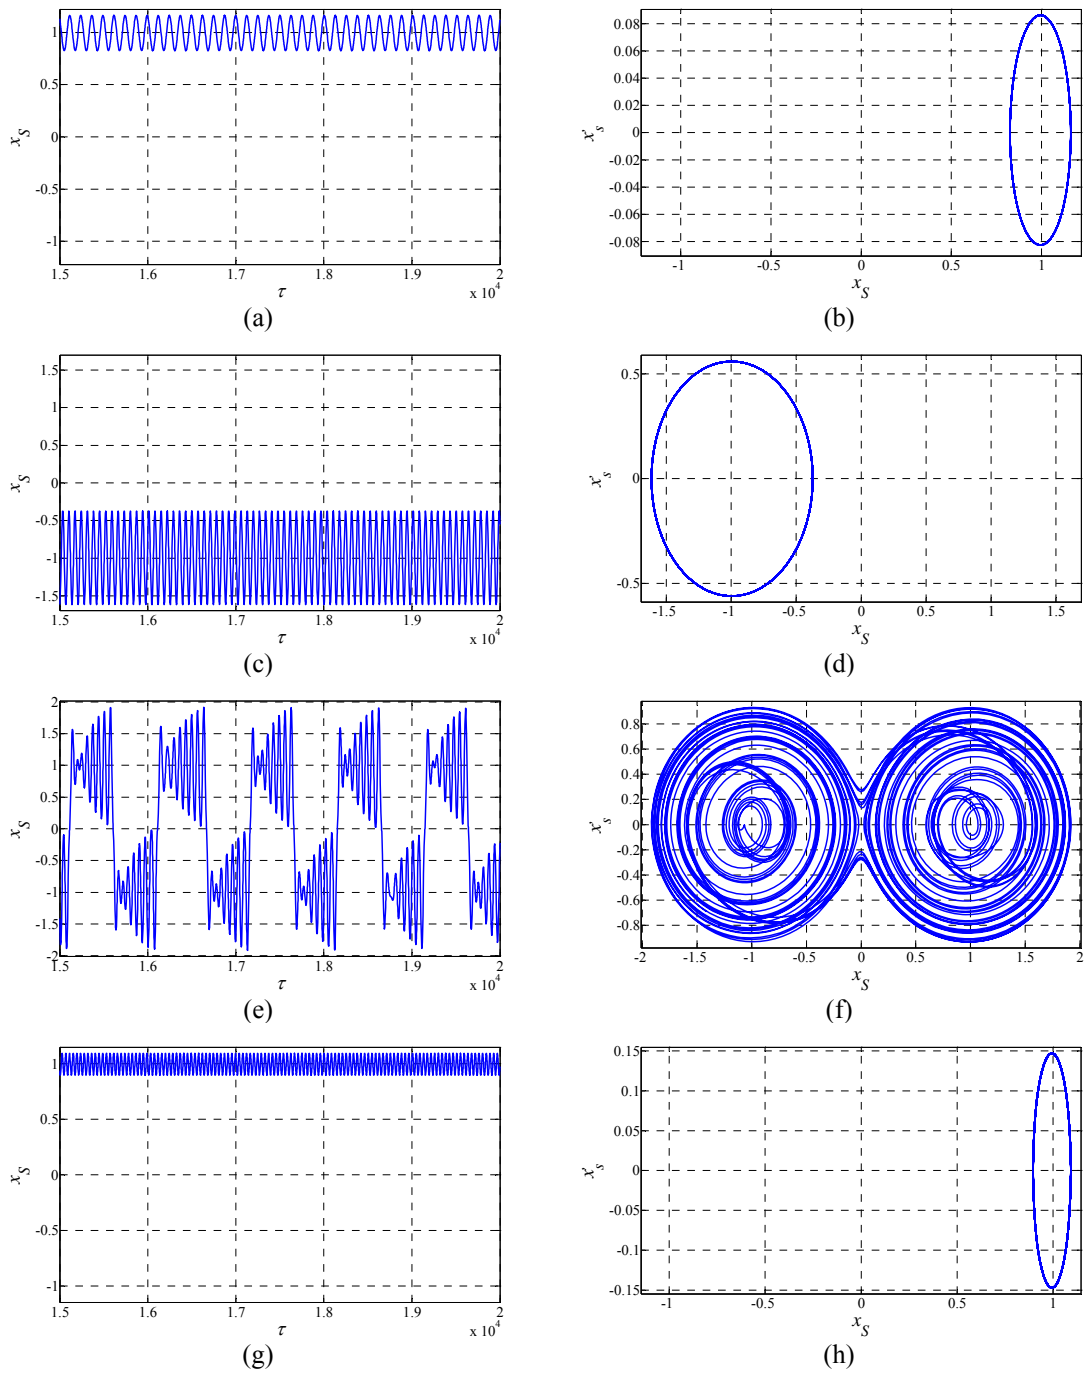 1
0.5
0
-0.5
-1
x_S
1.5 1.6 1.7 1.8 1.9 2
τ
x 10^4
(a)
0.08
0.06
0.04
0.02
0
-0.02
-0.04
-0.06
-0.08
x'_s
-1 -0.5 0 0.5 1
x_S
(b)
1.5
1
0.5
0
-0.5
-1
-1.5
x_S
1.5 1.6 1.7 1.8 1.9 2
τ
x 10^4
(c)
0.5
0
-0.5
x'_s
-1.5 -1 -0.5 0 0.5 1 1.5
x_S
(d)
2
1.5
1
0.5
0
-0.5
-1
-1.5
-2
x_S
1.5 1.6 1.7 1.8 1.9 2
τ
x 10^4
(e)
0.8
0.6
0.4
0.2
0
-0.2
-0.4
-0.6
-0.8
x'_s
-2 -1.5 -1 -0.5 0 0.5 1 1.5 2
x_S
(f)
1
0.5
0
-0.5
-1
x_S
1.5 1.6 1.7 1.8 1.9 2
τ
x 10^4
(g)
0.15
0.1
0.05
0
-0.05
-0.1
-0.15
x'_s
-1 -0.5 0 0.5 1
x_S
(h)